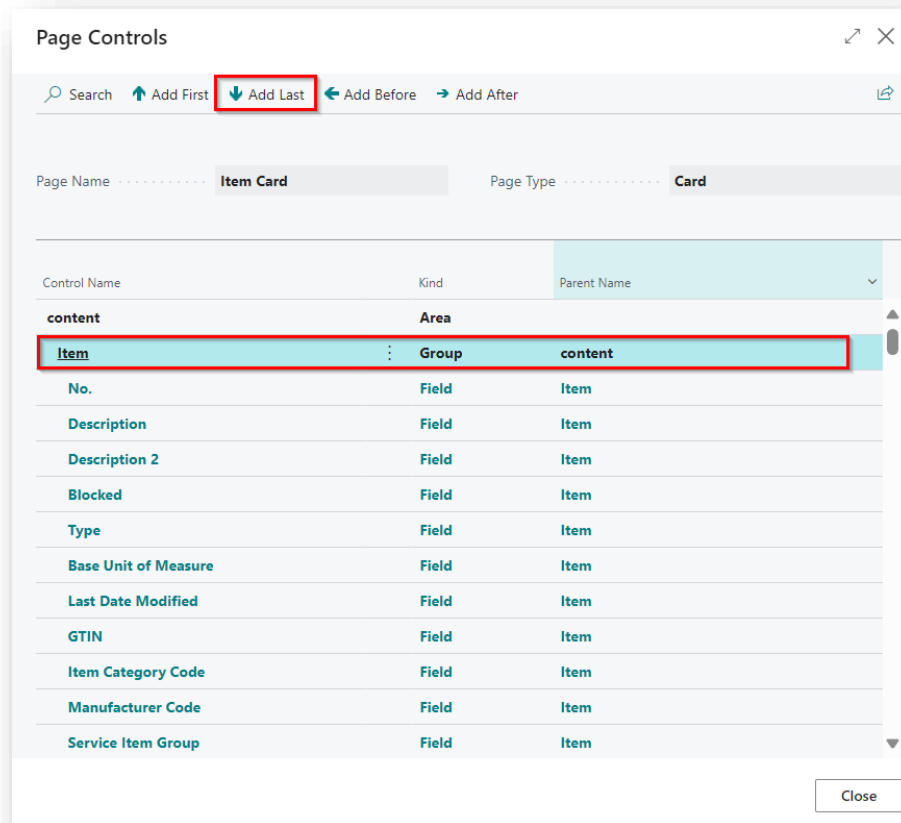 Page Controls
Search Add First Add Last Add Before Add After
Page Name Item Card Page Type Card
Control Name Kind Parent Name
content Area
Item Group content
No. Field Item
Description Field Item
Description 2 Field Item
Blocked Field Item
Type Field Item
Base Unit of Measure Field Item
Last Date Modified Field Item
GTIN Field Item
Item Category Code Field Item
Manufacturer Code Field Item
Service Item Group Field Item
Close